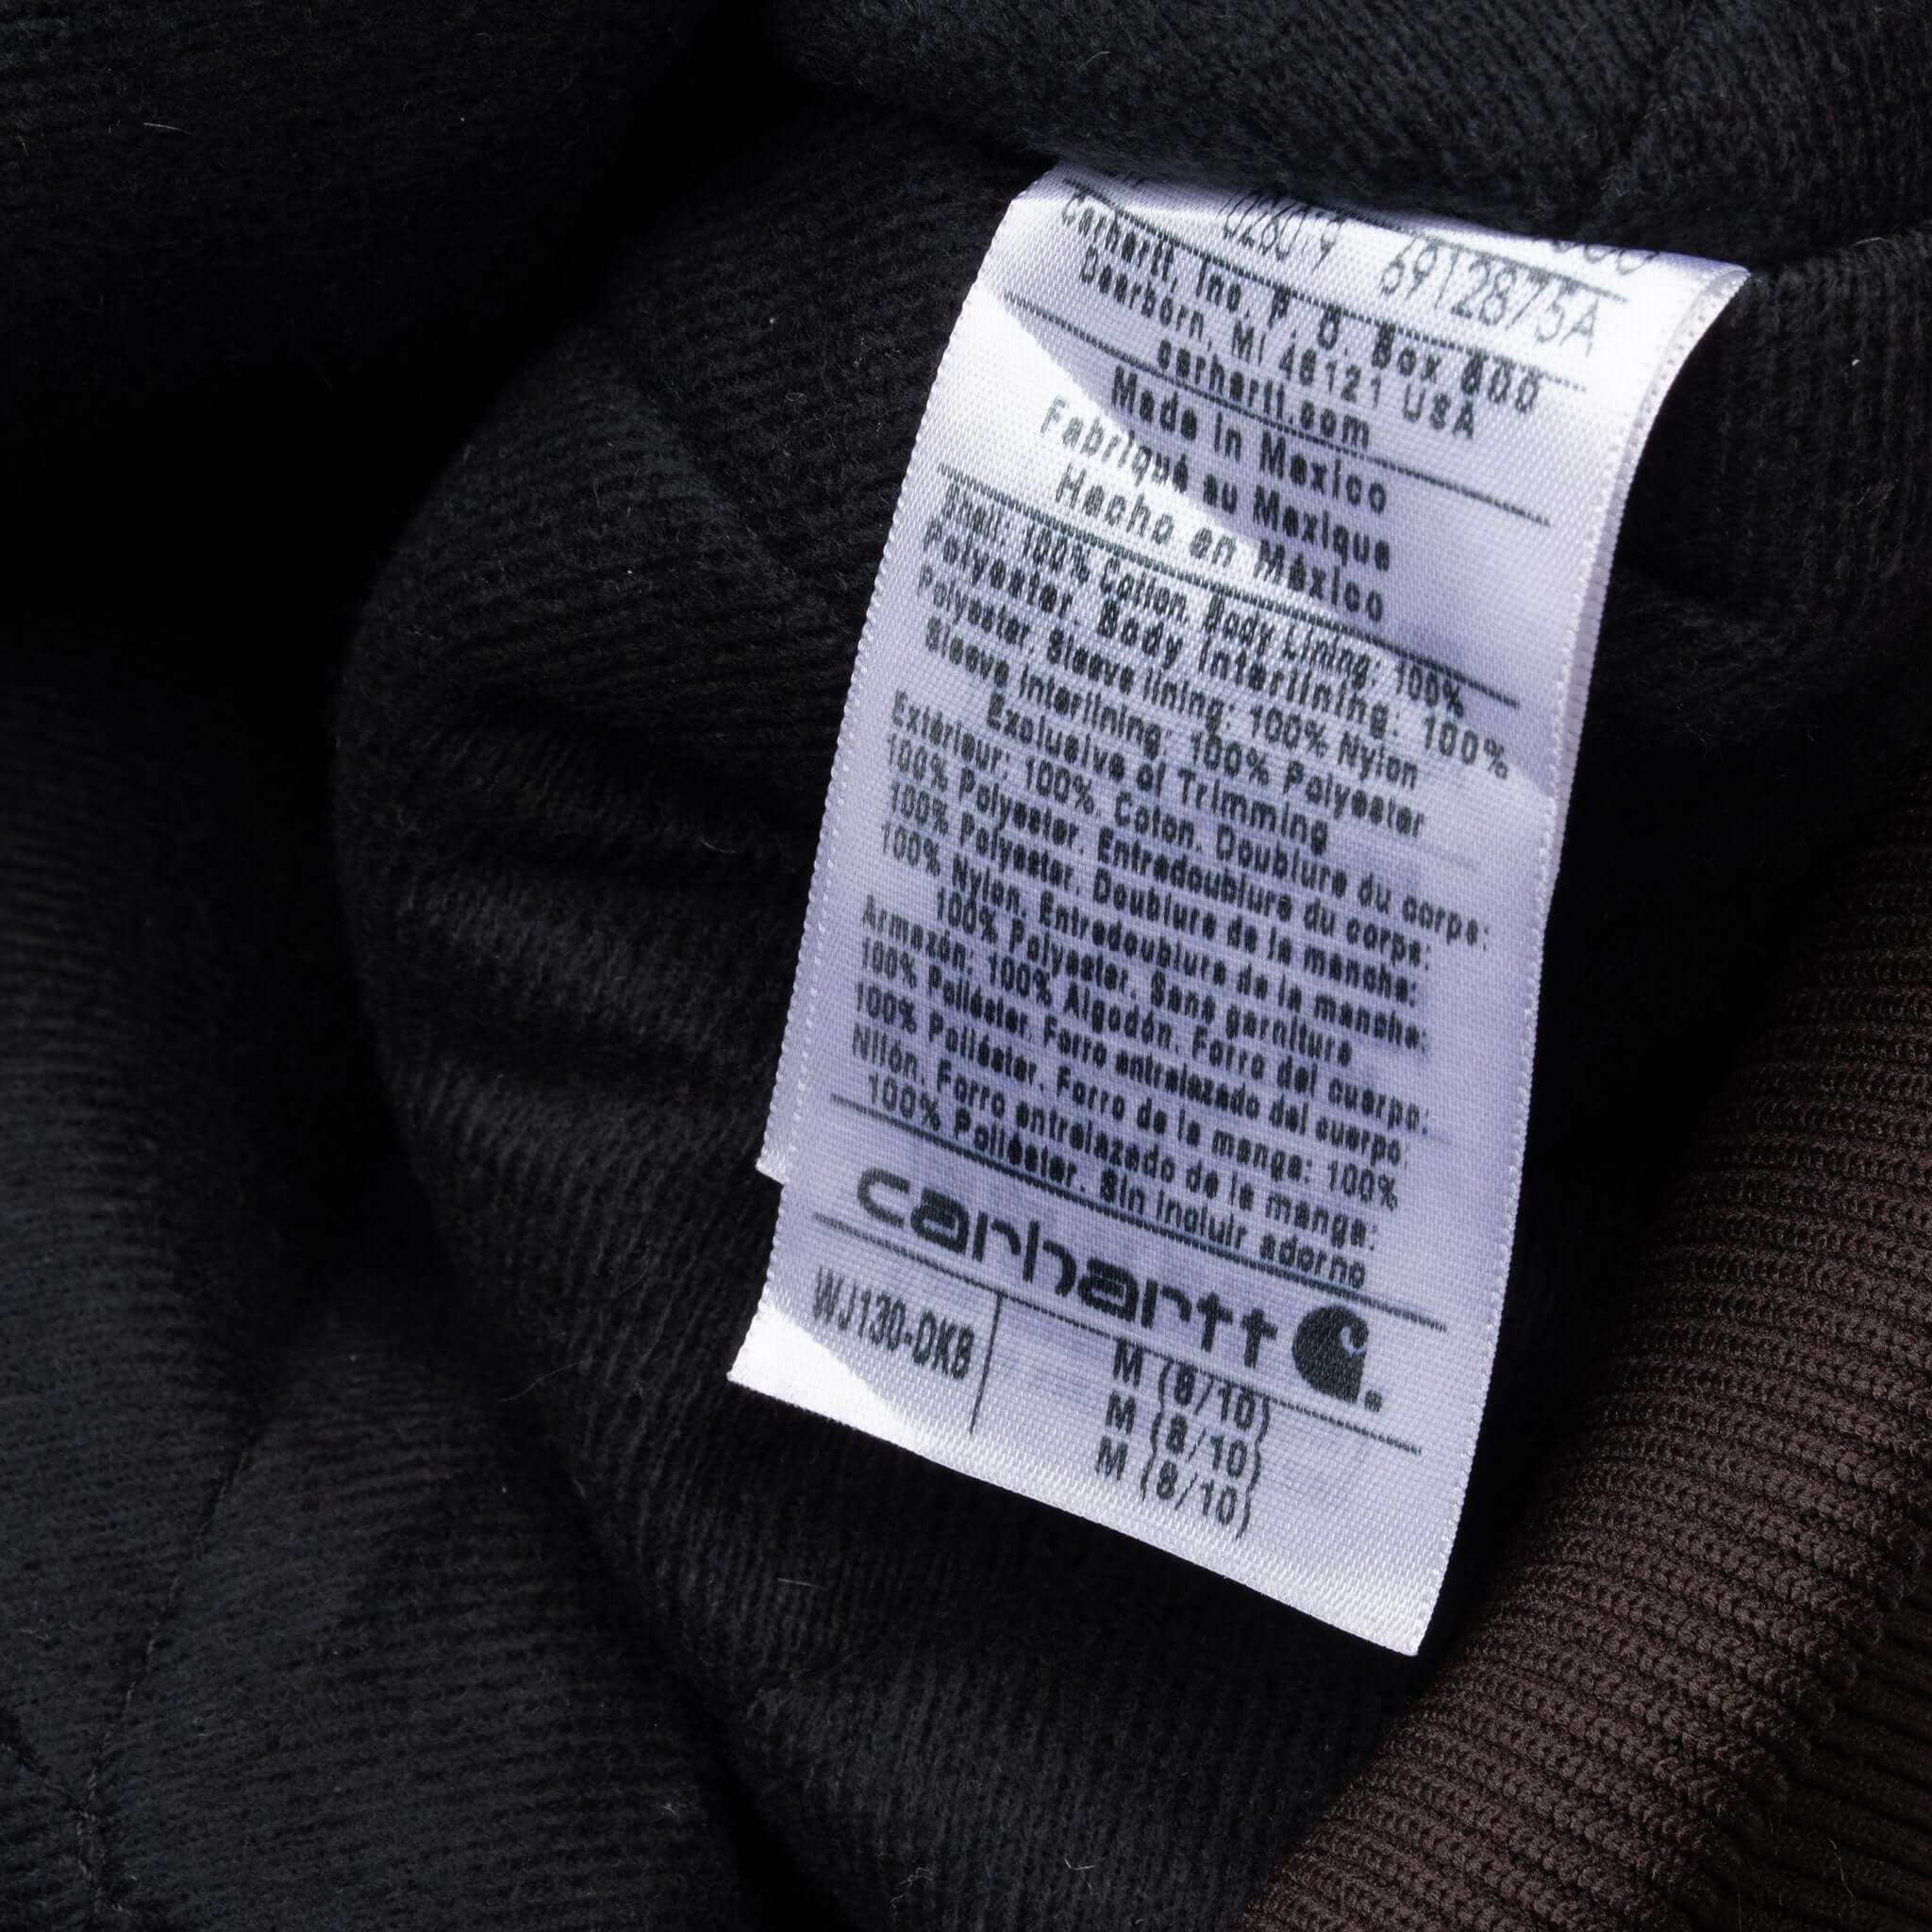 6912875A
Carhartt, Inc. P. O. Box 600
Dearborn, MI 48121 USA
carhartt.com
Made in Mexico
Fabriqué au Mexique
Hecho en México
Shell: 100% Cotton. Body Lining: 100%
Polyester. Body Interlining. 100%
Polyester. Sleeve lining: 100% Nylon
Sleeve interlining: 100% Polyester
Exclusive of Trimming
Extérieur: 100%. Coton. Doublure du corps:
100% Polyester. Entredoublure du corps:
100% Polyester. Doublure de la manche:
100% Nylon. Entredoublure de la manche:
100% Polyester. Sans garniture
Armazón: 100% Algodón. Forro del cuerpo:
100% Poliéster. Forro entrelazado del cuerpo:
100% Poliéster. Forro de la manga: 100%
Nilón. Forro entrelazado de la manga:
100% Poliéster. Sin incluir adorno
carhartt
WJ130-DKB
M (8/10)
M (8/10)
M (8/10)